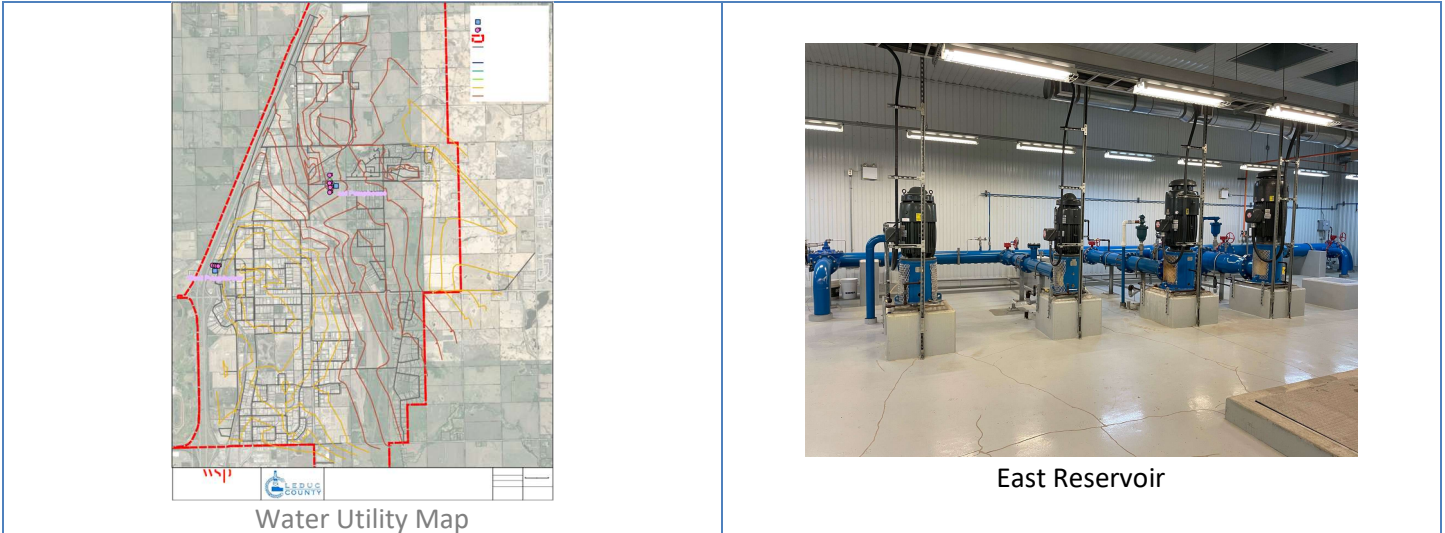 wsp
LEDUC
COUNTY
Water Utility Map
East Reservoir